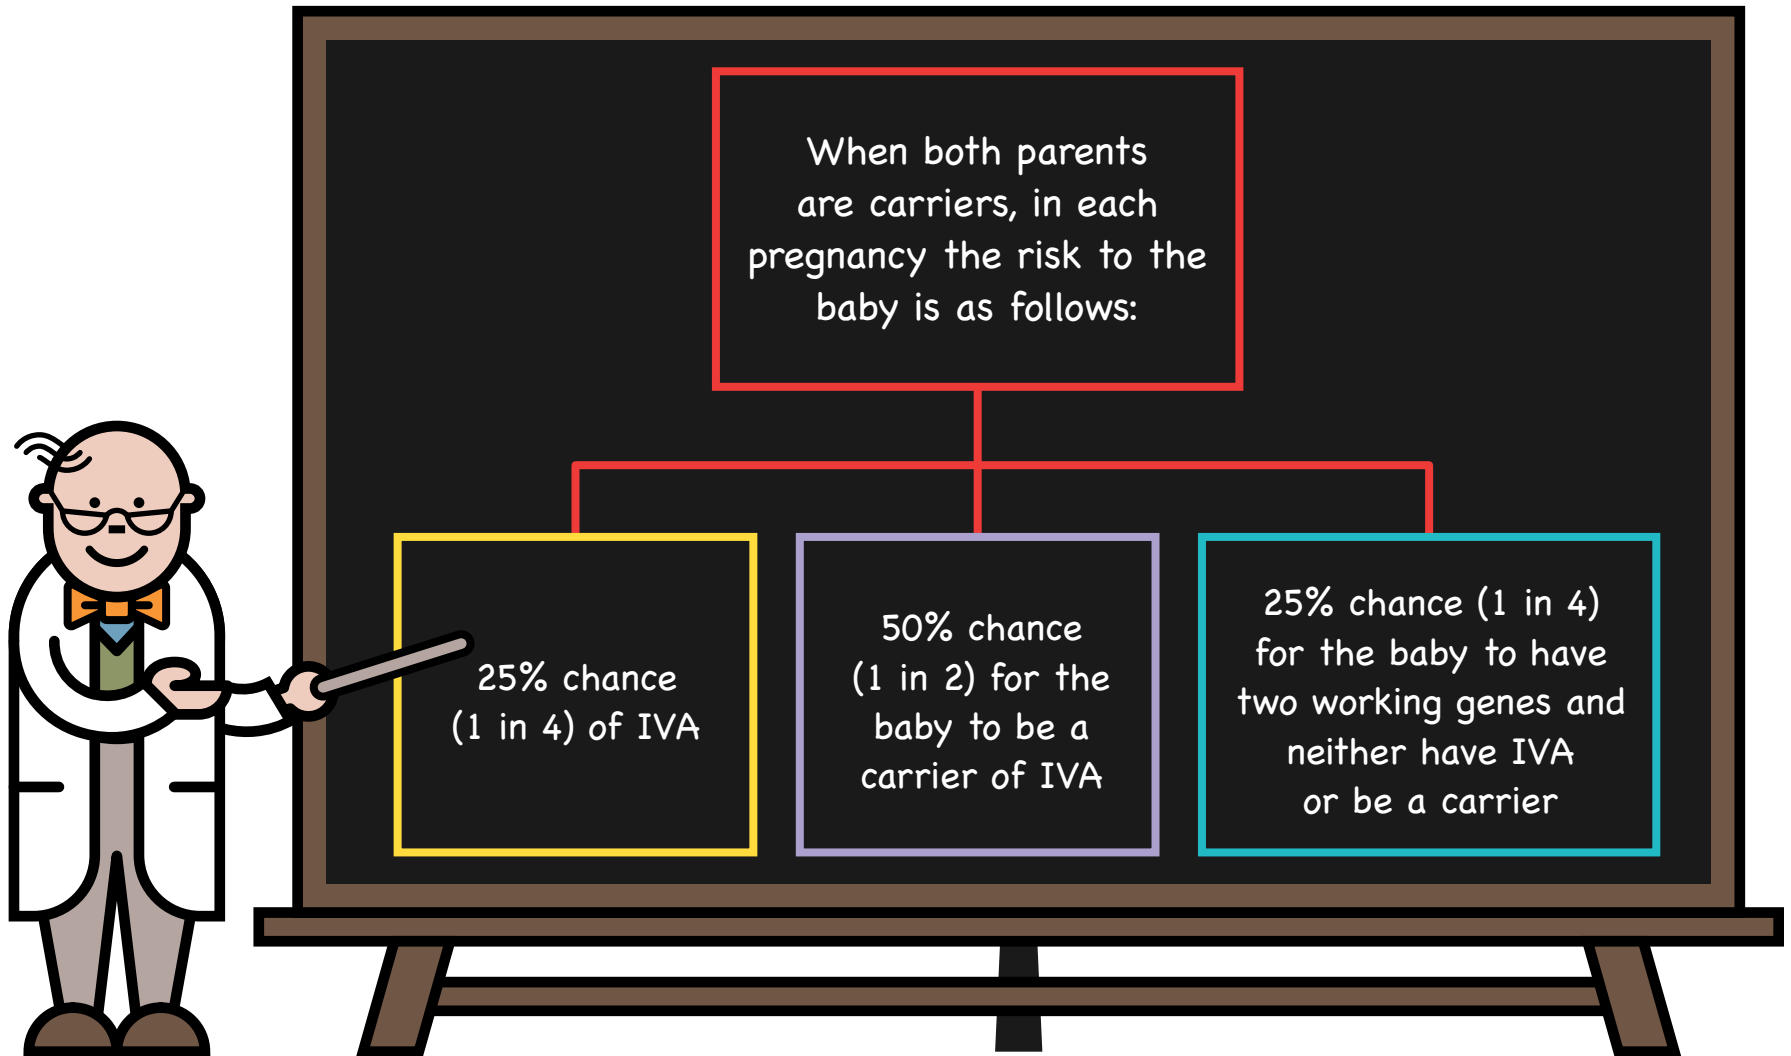 When both parents
are carriers, in each
pregnancy the risk to the
baby is as follows:
25% chance
(1 in 4) of IVA
50% chance
(1 in 2) for the
baby to be a
carrier of IVA
25% chance (1 in 4)
for the baby to have
two working genes and
neither have IVA
or be a carrier